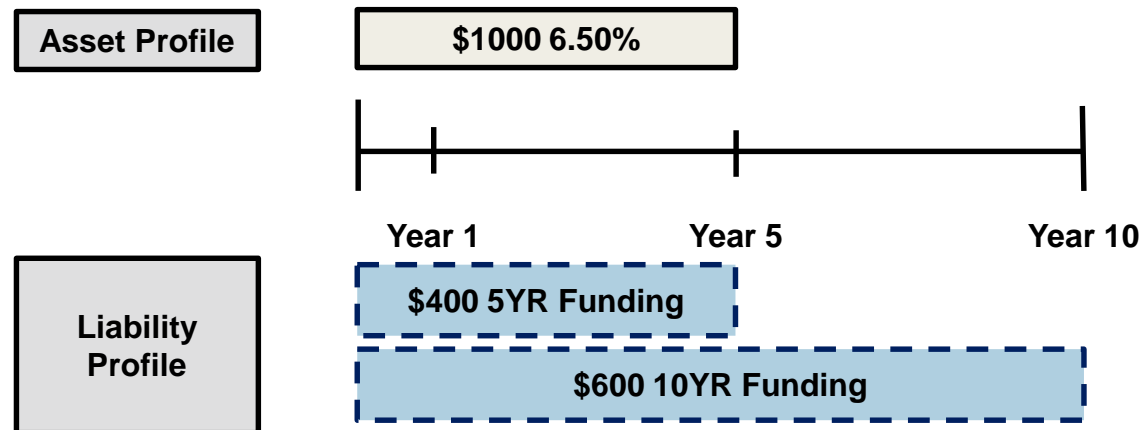 Asset Profile
$1000 6.50%
Year 1
Year 5
Year 10
Liability
Profile
$400 5YR Funding
$600 10YR Funding